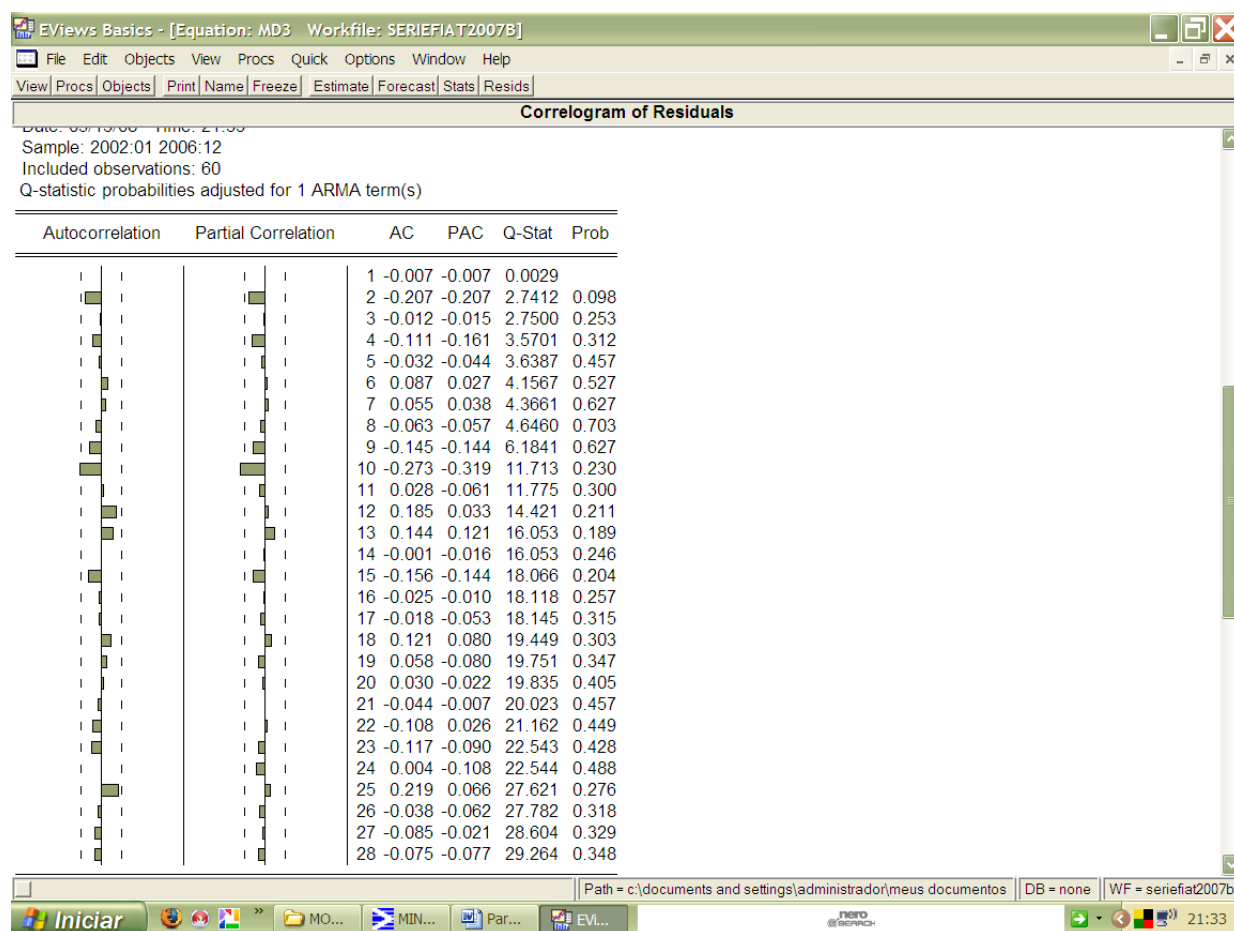 EViews Basics - [Equation: MD3 Workfile: SERIEFIAT2007B]
File Edit Objects View Procs Quick Options Window Help
View Procs Objects Print Name Freeze Estimate Forecast Stats Resids
Correlogram of Residuals
Sample: 2002:01 2006:12
Included observations: 60
Q-statistic probabilities adjusted for 1 ARMA term(s)
Autocorrelation Partial Correlation AC PAC Q-Stat Prob
1 -0.007 -0.007 0.0029
2 -0.207 -0.207 2.7412 0.098
3 -0.012 -0.015 2.7500 0.253
4 -0.111 -0.161 3.5701 0.312
5 -0.032 -0.044 3.6387 0.457
6 0.087 0.027 4.1567 0.527
7 0.055 0.038 4.3661 0.627
8 -0.063 -0.057 4.6460 0.703
9 -0.145 -0.144 6.1841 0.627
10 -0.273 -0.319 11.713 0.230
11 0.028 -0.061 11.775 0.300
12 0.185 0.033 14.421 0.211
13 0.144 0.121 16.053 0.189
14 -0.001 -0.016 16.053 0.246
15 -0.156 -0.144 18.066 0.204
16 -0.025 -0.010 18.118 0.257
17 -0.018 -0.053 18.145 0.315
18 0.121 0.080 19.449 0.303
19 0.058 -0.080 19.751 0.347
20 0.030 -0.022 19.835 0.405
21 -0.044 -0.007 20.023 0.457
22 -0.108 0.026 21.162 0.449
23 -0.117 -0.090 22.543 0.428
24 0.004 -0.108 22.544 0.488
25 0.219 0.066 27.621 0.276
26 -0.038 -0.062 27.782 0.318
27 -0.085 -0.021 28.604 0.329
28 -0.075 -0.077 29.264 0.348
Path = c:\documents and settings\administrador\meus documentos DB = none WF = seriefiat2007b
Iniciar » MO... MIN... Par... EVi... nero SEARCH 21:33